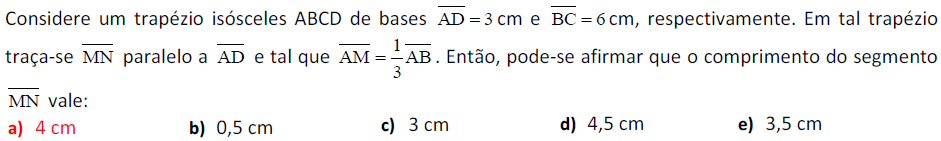 Considere um trapézio isósceles ABCD de bases $\overline{AD} = 3$ cm e $\overline{BC} = 6$ cm, respectivamente. Em tal trapézio
traça-se $\overline{MN}$ paralelo a $\overline{AD}$ e tal que $\overline{AM} = \frac{1}{3}\overline{AB}$. Então, pode-se afirmar que o comprimento do segmento
$\overline{MN}$ vale:
a) 4 cm b) 0,5 cm c) 3 cm d) 4,5 cm e) 3,5 cm